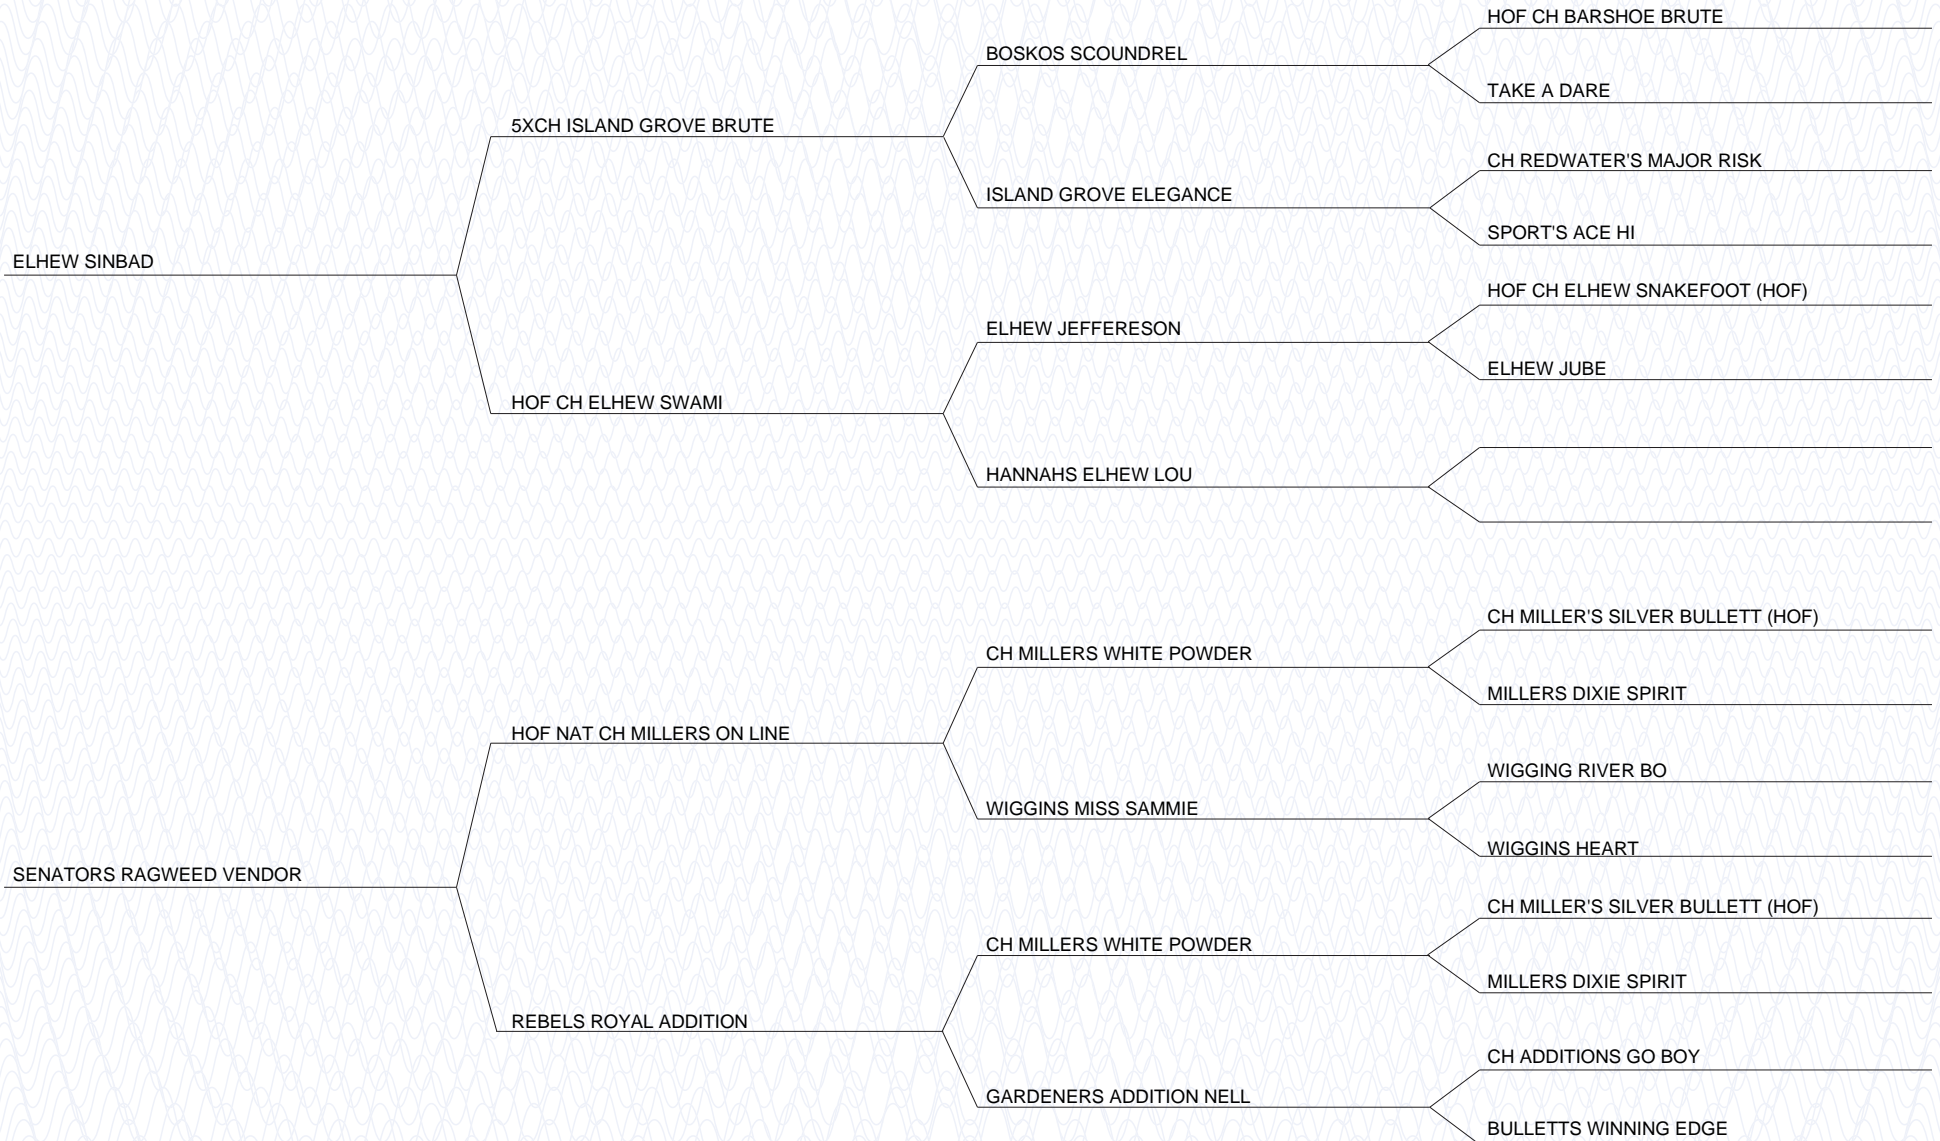 HOF CH BARSHOE BRUTE
BOSKOS SCOUNDREL
TAKE A DARE
5XCH ISLAND GROVE BRUTE
CH REDWATER'S MAJOR RISK
ISLAND GROVE ELEGANCE
SPORT'S ACE HI
ELHEW SINBAD
HOF CH ELHEW SNAKEFOOT (HOF)
ELHEW JEFFERESON
ELHEW JUBE
HOF CH ELHEW SWAMI
HANNAHS ELHEW LOU
CH MILLER'S SILVER BULLETT (HOF)
CH MILLERS WHITE POWDER
MILLERS DIXIE SPIRIT
HOF NAT CH MILLERS ON LINE
WIGGING RIVER BO
WIGGINS MISS SAMMIE
WIGGINS HEART
SENATORS RAGWEED VENDOR
CH MILLER'S SILVER BULLETT (HOF)
CH MILLERS WHITE POWDER
MILLERS DIXIE SPIRIT
REBELS ROYAL ADDITION
CH ADDITIONS GO BOY
GARDENERS ADDITION NELL
BULLETTS WINNING EDGE